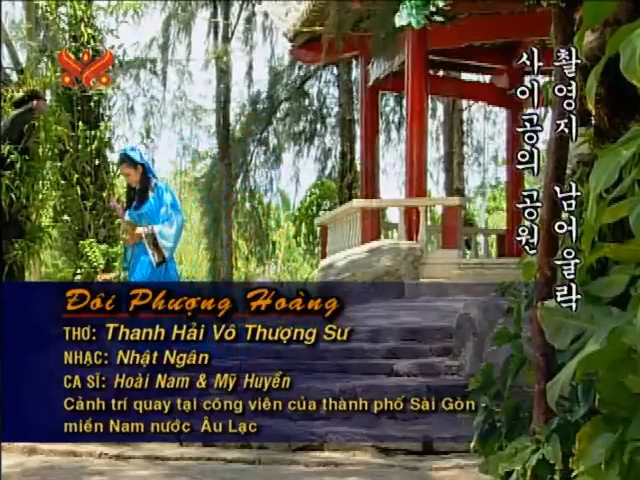 Đôi Phượng Hoàng
THƠ: Thanh Hải Vô Thượng Sư
NHẠC: Nhật Ngân
CA SĨ: Hoài Nam & Mỹ Huyền
Cảnh trí quay tại công viên của thành phố Sài Gòn -
miền Nam nước Âu Lạc
촬영지 남어울락
사이공의 공원